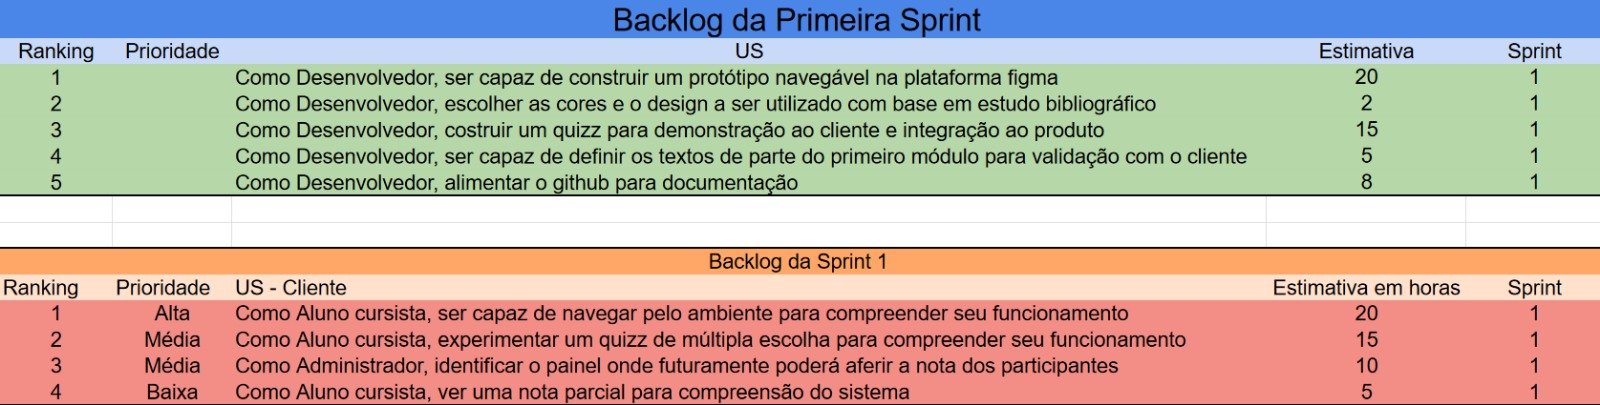 Backlog da Primeira Sprint
Ranking Prioridade US Estimativa Sprint
1 Como Desenvolvedor, ser capaz de construir um protótipo navegável na plataforma figma 20 1
2 Como Desenvolvedor, escolher as cores e o design a ser utilizado com base em estudo bibliográfico 2 1
3 Como Desenvolvedor, costruir um quizz para demonstração ao cliente e integração ao produto 15 1
4 Como Desenvolvedor, ser capaz de definir os textos de parte do primeiro módulo para validação com o cliente 5 1
5 Como Desenvolvedor, alimentar o github para documentação 8 1
Backlog da Sprint 1
Ranking Prioridade US - Cliente Estimativa em horas Sprint
1 Alta Como Aluno cursista, ser capaz de navegar pelo ambiente para compreender seu funcionamento 20 1
2 Média Como Aluno cursista, experimentar um quizz de múltipla escolha para compreender seu funcionamento 15 1
3 Média Como Administrador, identificar o painel onde futuramente poderá aferir a nota dos participantes 10 1
4 Baixa Como Aluno cursista, ver uma nota parcial para compreensão do sistema 5 1